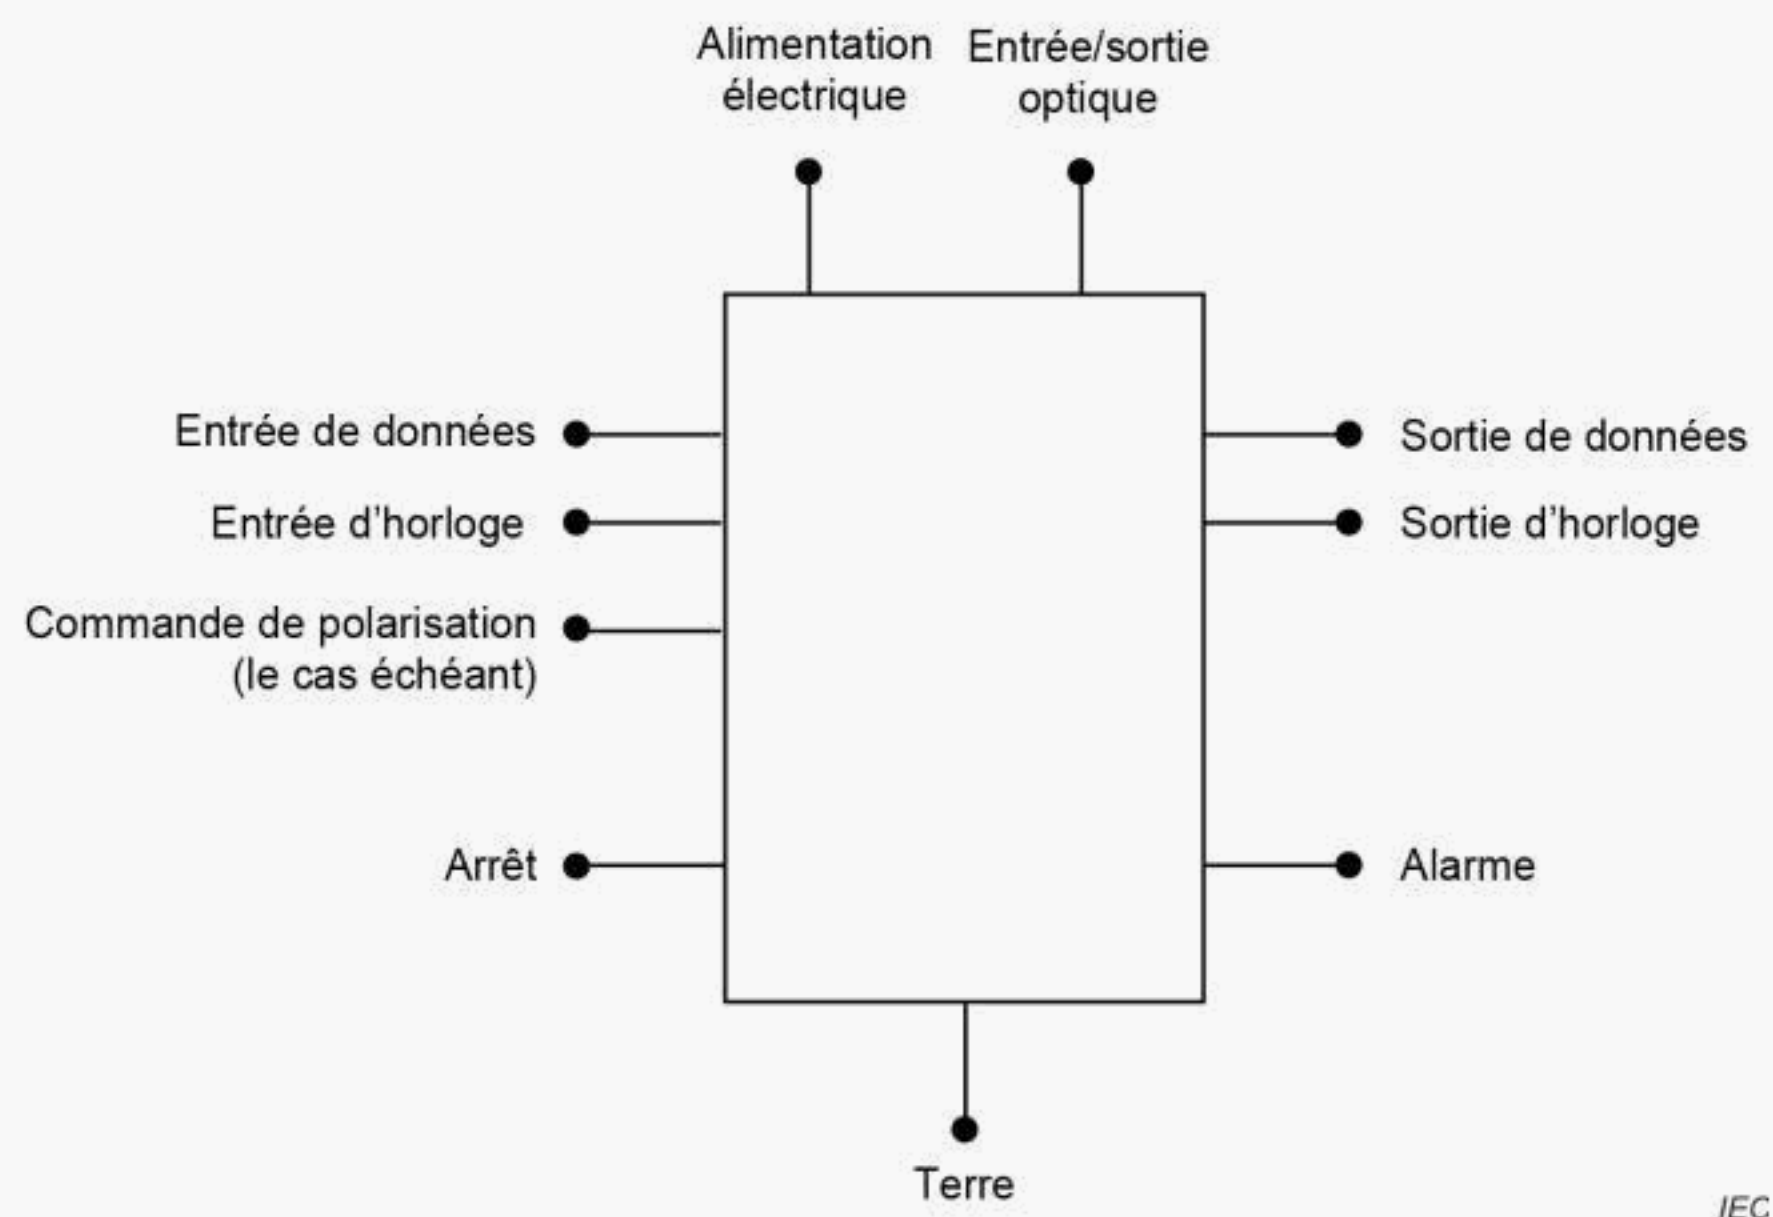 Alimentation
électrique
Entrée/sortie
optique
Entrée de données
Sortie de données
Entrée d'horloge
Sortie d'horloge
Commande de polarisation
(le cas échéant)
Arrêt
Alarme
Terre
IEC